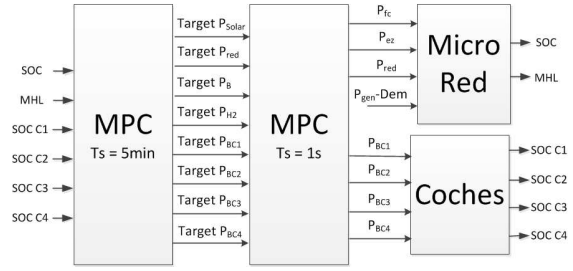 SOC
MHL
SOC C1
SOC C2
SOC C3
SOC C4
MPC
Ts = 5min
Target P_Solar
Target P_red
Target P_B
Target P_H2
Target P_BC1
Target P_BC2
Target P_BC3
Target P_BC4
MPC
Ts = 1s
P_fc
P_ez
P_red
P_gen-Dem
P_BC1
P_BC2
P_BC3
P_BC4
Micro
Red
SOC
MHL
Coches
SOC C1
SOC C2
SOC C3
SOC C4